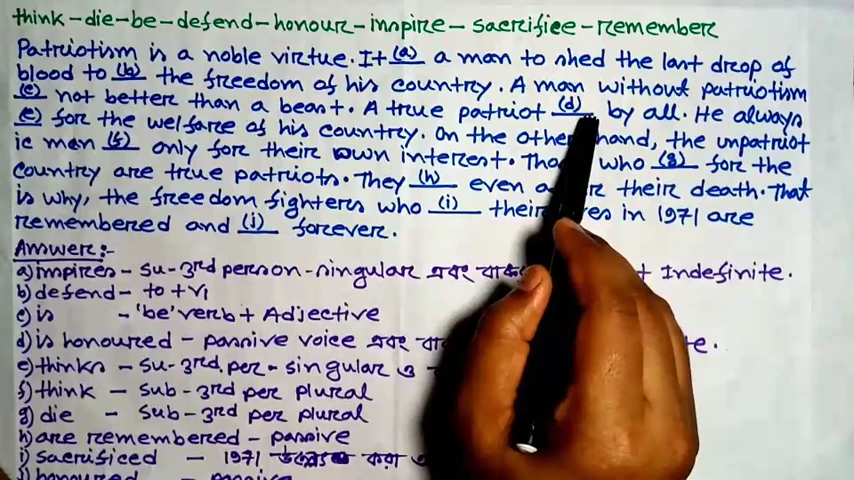 think-die-be-defend-honour-inspire-sacrifice-remember
Patriotism is a noble virtue. It (a) a man to shed the last drop of
blood to (b) the freedom of his country. A man without patriotism
(c) not better than a beast. A true patriot (d) by all. He always
(e) for the welfare of his country. On the other hand, the unpatriot
ic men (f) only for their own interest. who (g) for the
country are true patriots. They (h) even their death. That
is why, the freedom fighters who (i) their in 1971 are
remembered and (j) forever.
Answer:-
a) inspires - su-3rd person-singular এবং Indefinite.
b) defend - to + v1
c) is - 'be' verb + Adjective
d) is honoured - passive voice এবং
e) thinks - su-3rd per - singular ও
f) think - sub-3rd per plural
g) die - sub-3rd per plural
h) are remembered - passive
i) sacrificed - 1971 করা
j) honoured - passive